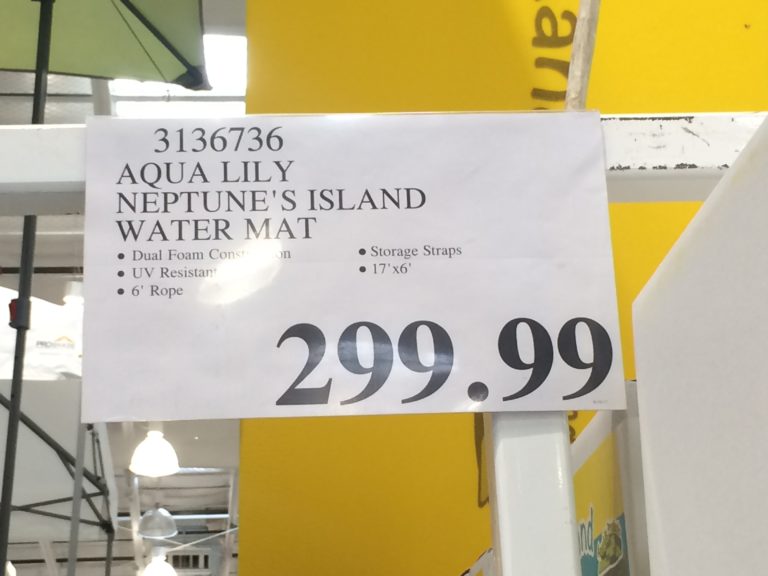 3136736
AQUA LILY
NEPTUNE'S ISLAND
WATER MAT
• Dual Foam Construction
• UV Resistant
• 6' Rope
• Storage Straps
• 17'x6'
299.99